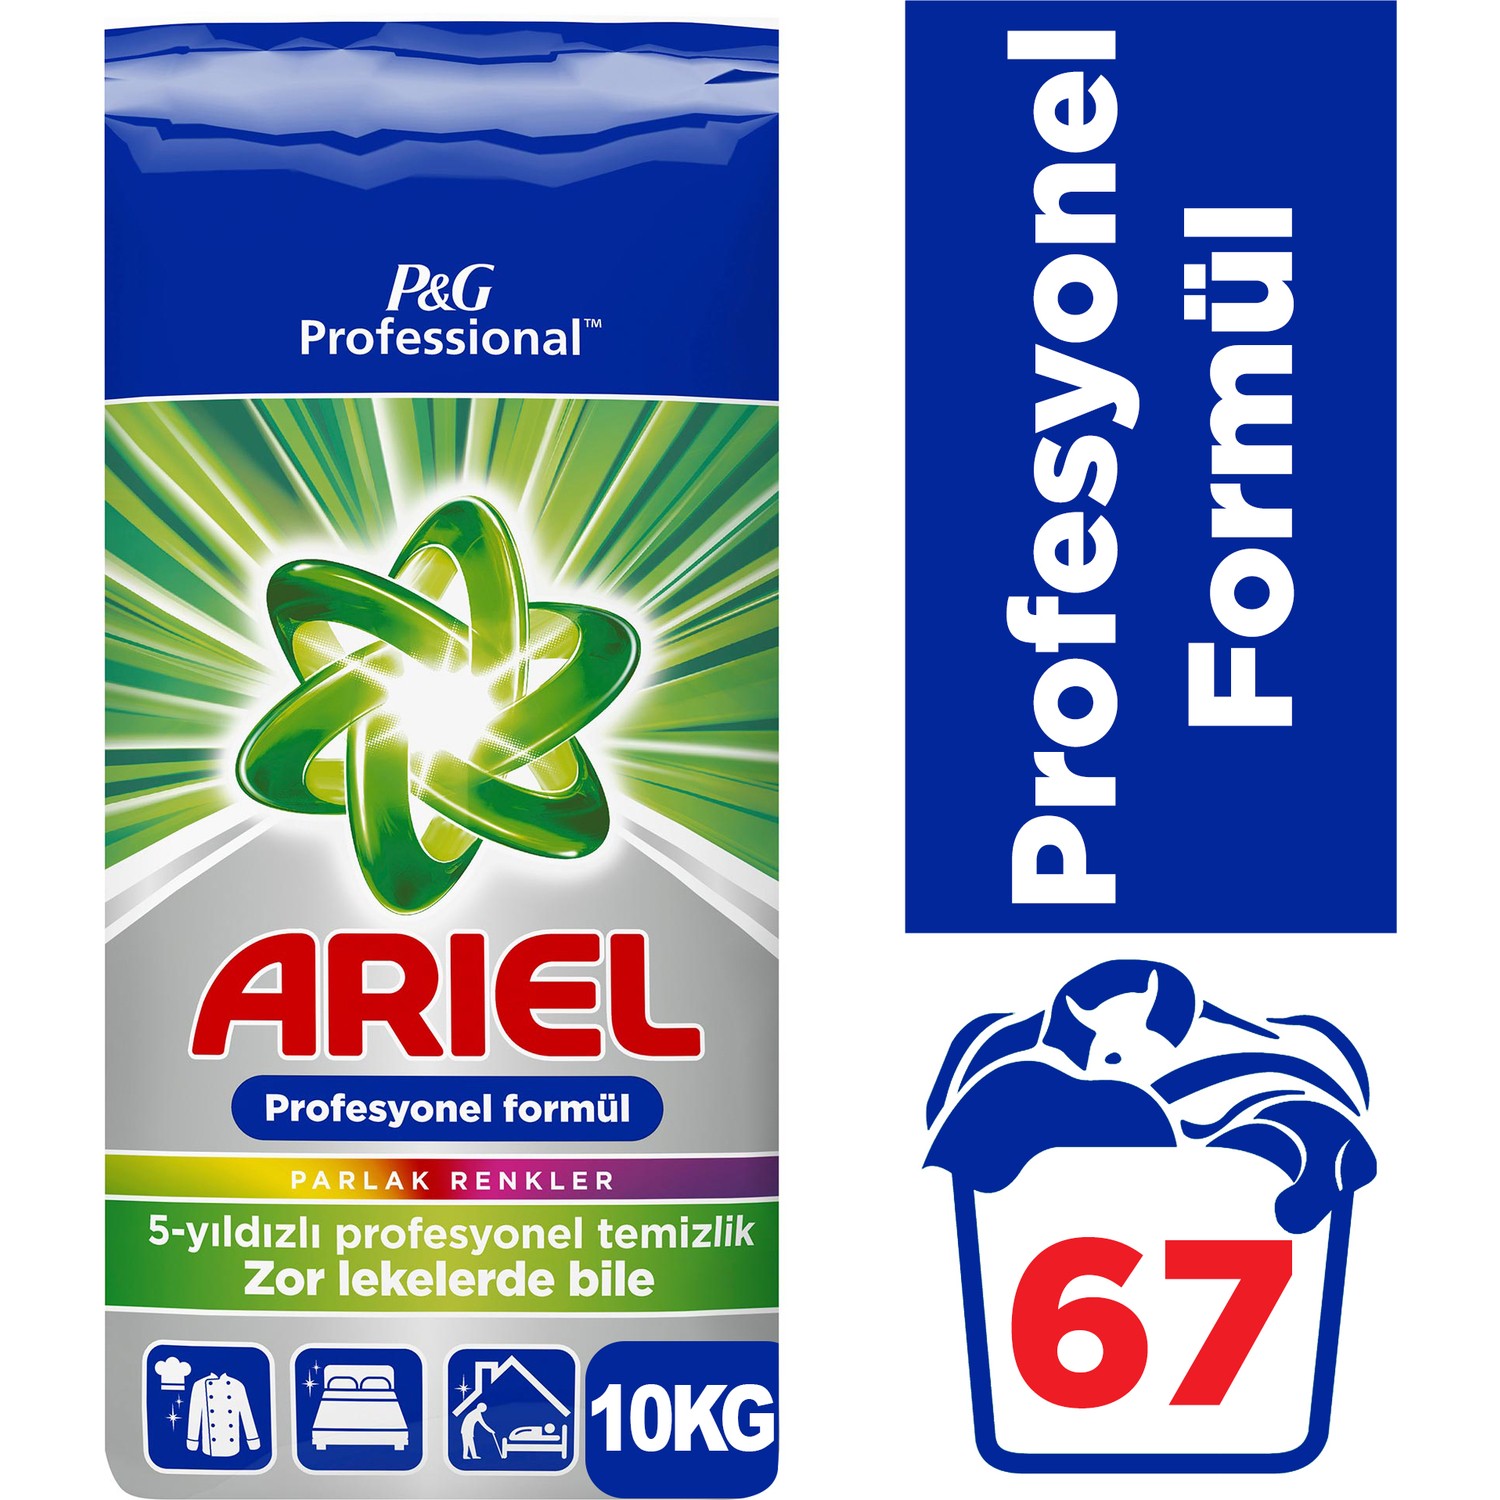 P&G
Professional™
ARIEL
Profesyonel formül
PARLAK RENKLER
5-yıldızlı profesyonel temizlik
Zor lekelerde bile
10KG
Profesyonel
Formül
67